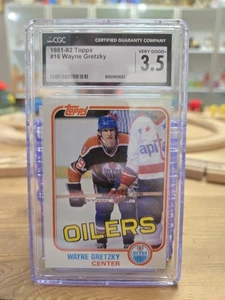 CGC
CERTIFIED GUARANTY COMPANY
1981-82 Topps
#16 Wayne Gretzky
VERY GOOD+
3.5
Topps
OILERS
WAYNE GRETZKY
CENTER